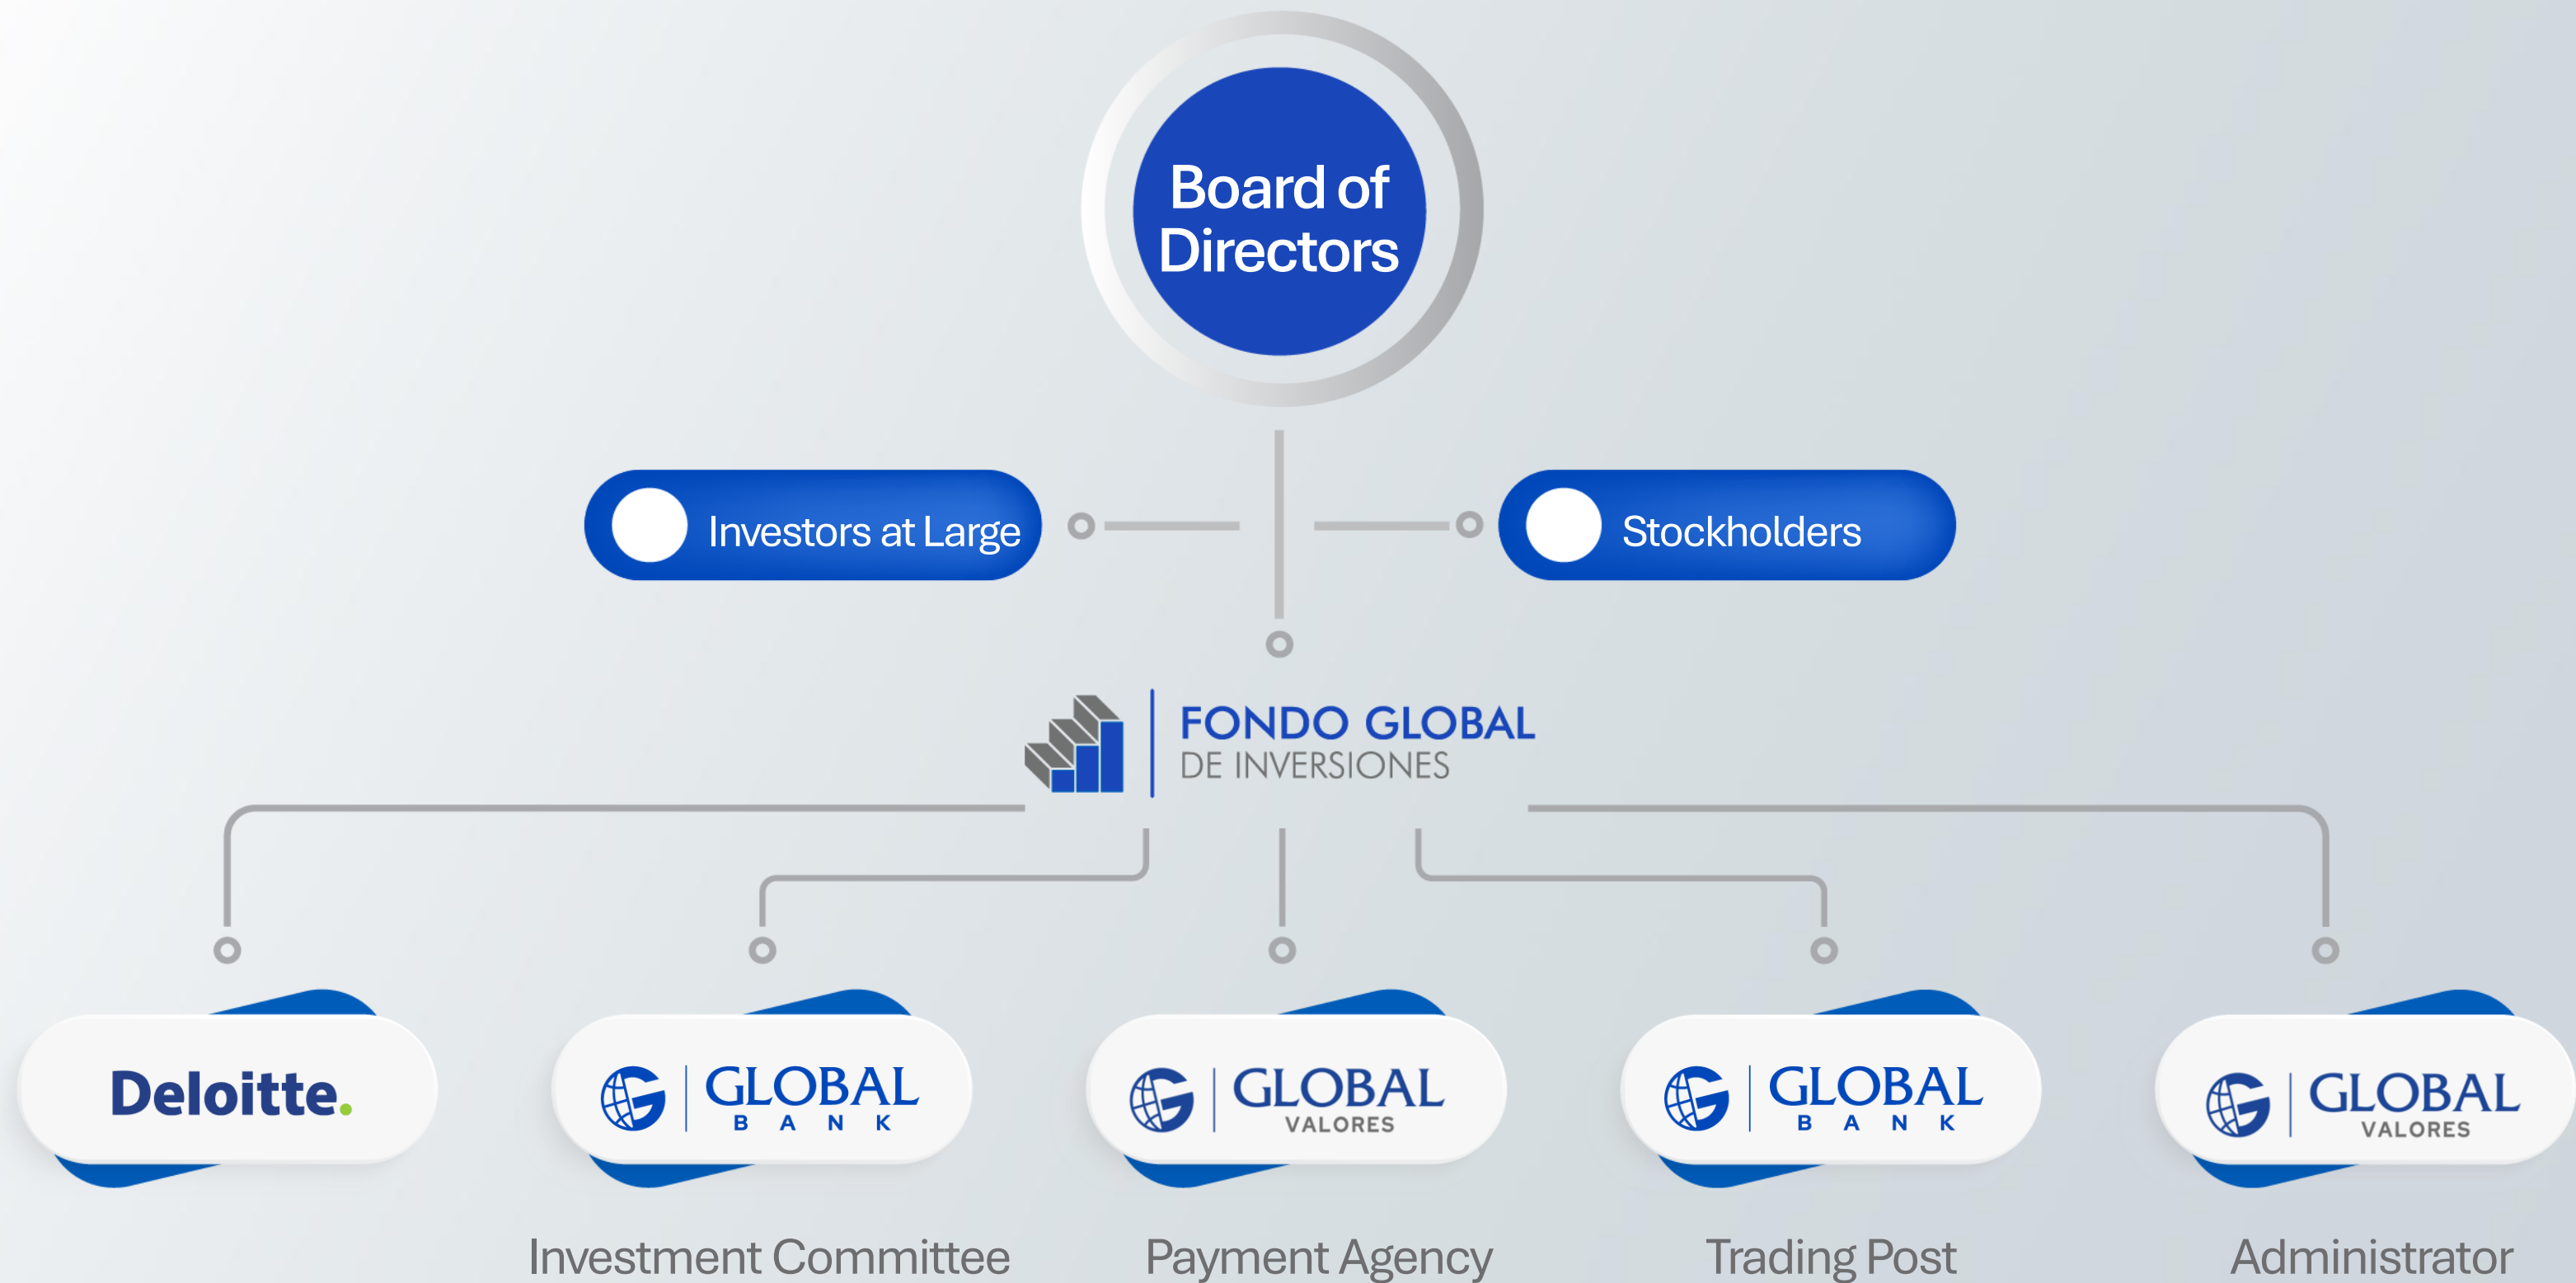 Board of
Directors
Investors at Large
Stockholders
FONDO GLOBAL
DE INVERSIONES
Deloitte.
GLOBAL
BANK
GLOBAL
VALORES
GLOBAL
BANK
GLOBAL
VALORES
Investment Committee
Payment Agency
Trading Post
Administrator